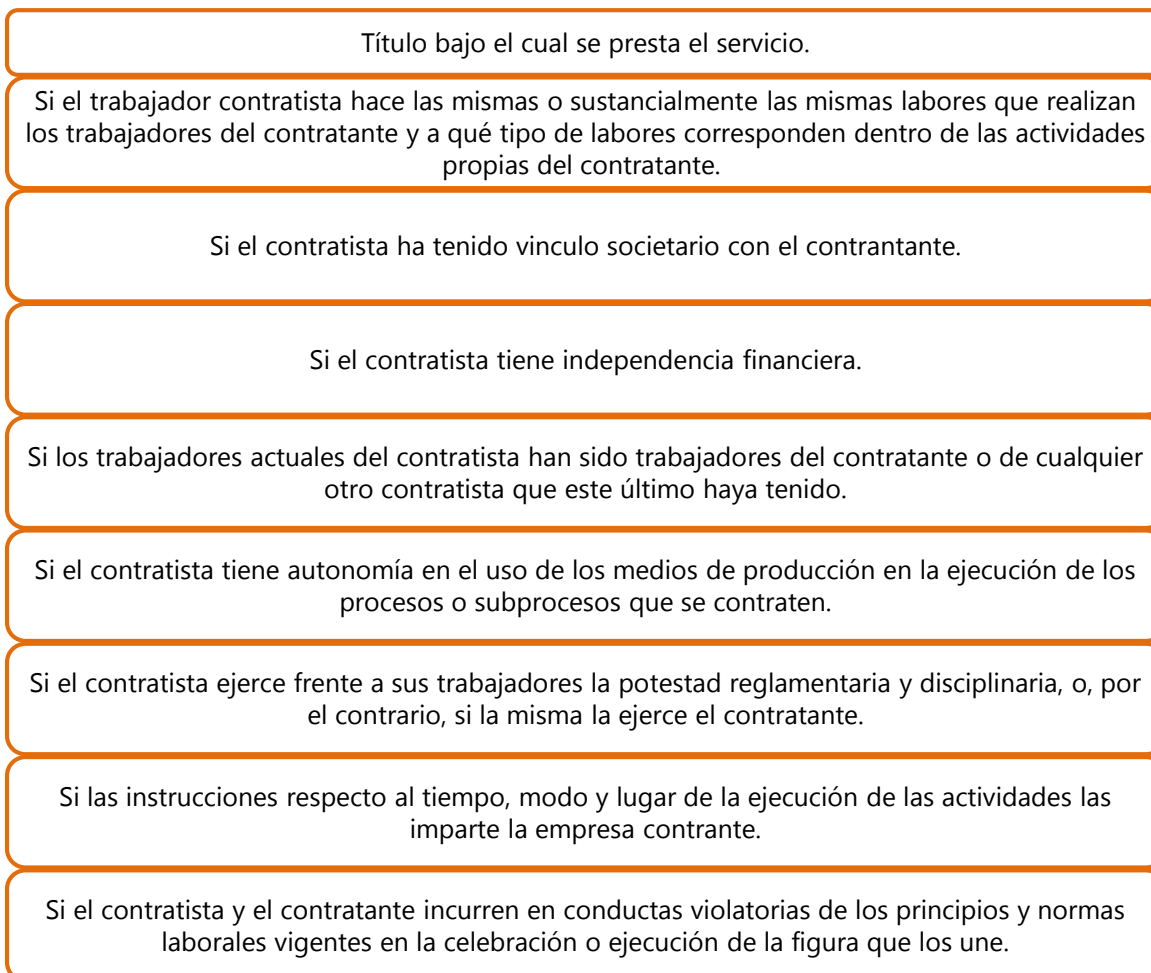 Título bajo el cual se presta el servicio.
Si el trabajador contratista hace las mismas o sustancialmente las mismas labores que realizan
los trabajadores del contratante y a qué tipo de labores corresponden dentro de las actividades
propias del contratante.
Si el contratista ha tenido vinculo societario con el contrantante.
Si el contratista tiene independencia financiera.
Si los trabajadores actuales del contratista han sido trabajadores del contratante o de cualquier
otro contratista que este último haya tenido.
Si el contratista tiene autonomía en el uso de los medios de producción en la ejecución de los
procesos o subprocesos que se contraten.
Si el contratista ejerce frente a sus trabajadores la potestad reglamentaria y disciplinaria, o, por
el contrario, si la misma la ejerce el contratante.
Si las instrucciones respecto al tiempo, modo y lugar de la ejecución de las actividades las
imparte la empresa contrante.
Si el contratista y el contratante incurren en conductas violatorias de los principios y normas
laborales vigentes en la celebración o ejecución de la figura que los une.